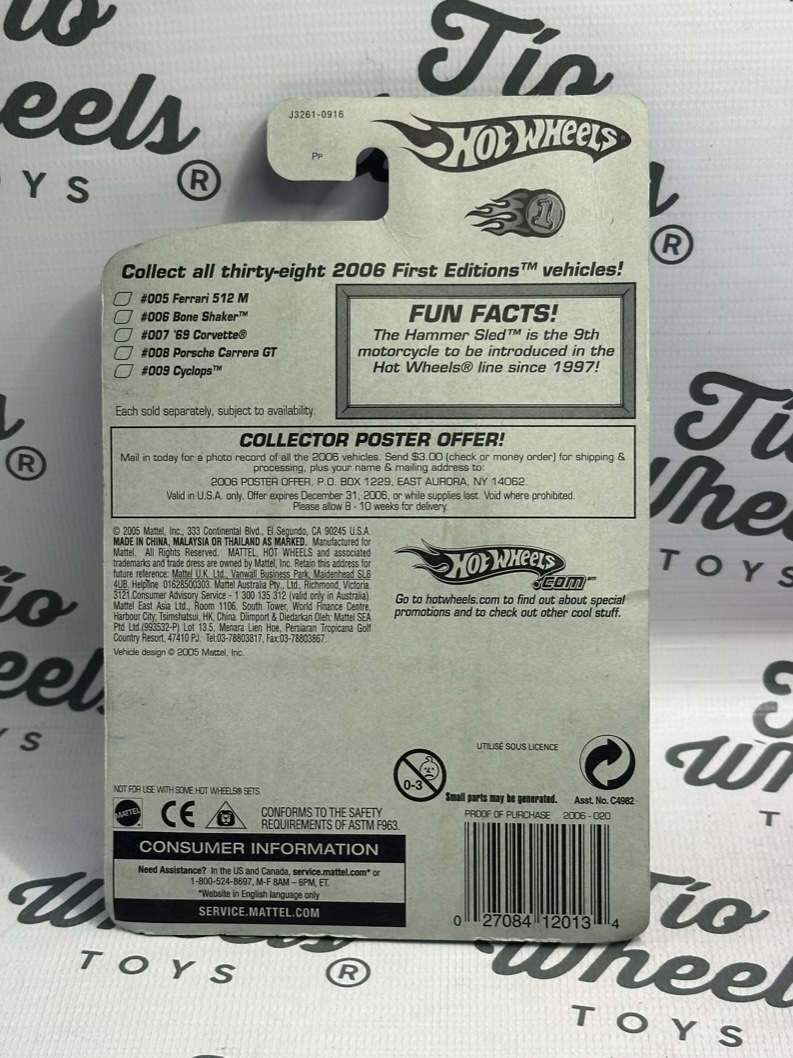 J3261-0916
PP
HOT WHEELS
1
Collect all thirty-eight 2006 First Editions™ vehicles!
#005 Ferrari 512 M
#006 Bone Shaker™
#007 '69 Corvette®
#008 Porsche Carrera GT
#009 Cyclops™
Each sold separately, subject to availability.
FUN FACTS!
The Hammer Sled™ is the 9th
motorcycle to be introduced in the
Hot Wheels® line since 1997!
COLLECTOR POSTER OFFER!
Mail in today for a photo record of all the 2006 vehicles. Send $3.00 (check or money order) for shipping &
processing, plus your name & mailing address to:
2006 POSTER OFFER, P.O. BOX 1229, EAST AURORA, NY 14062.
Valid in U.S.A. only. Offer expires December 31, 2006, or while supplies last. Void where prohibited.
Please allow 8 - 10 weeks for delivery.
© 2005 Mattel, Inc., 333 Continental Blvd., El Segundo, CA 90245 U.S.A.
MADE IN CHINA, MALAYSIA OR THAILAND AS MARKED. Manufactured for
Mattel. All Rights Reserved. MATTEL, HOT WHEELS and associated
trademarks and trade dress are owned by Mattel, Inc. Retain this address for
future reference: Mattel U.K. Ltd., Vanwall Business Park, Maidenhead SL6
4UB. Helpline 01628500303. Mattel Australia Pty., Ltd., Richmond, Victoria,
3121.Consumer Advisory Service - 1 300 135 312 (valid only in Australia).
Mattel East Asia Ltd., Room 1106, South Tower, World Finance Centre,
Harbour City, Tsimshatsui, HK, China. Diimport & Diedarkan Oleh: Mattel SEA
Ptd Ltd.(993532-P) Lot 13.5, Menara Lien Hoe, Persiaran Tropicana Golf
Country Resort, 47410 PJ. Tel:03-78803817, Fax:03-78803867.
Vehicle design © 2005 Mattel, Inc.
HOT WHEELS
.COM™
Go to hotwheels.com to find out about special
promotions and to check out other cool stuff.
UTILISÉ SOUS LICENCE
0-3
Small parts may be generated.
Asst. No. C4982
NOT FOR USE WITH SOME HOT WHEELS® SETS.
MATTEL
CE
CONFORMS TO THE SAFETY
REQUIREMENTS OF ASTM F963.
PROOF OF PURCHASE 2006 - 020
CONSUMER INFORMATION
Need Assistance? In the US and Canada, service.mattel.com* or
1-800-524-8697, M-F 8AM – 6PM, ET.
*Website in English language only
SERVICE.MATTEL.COM
0 27084 12013 4
Tio
Wheels
TOYS ®